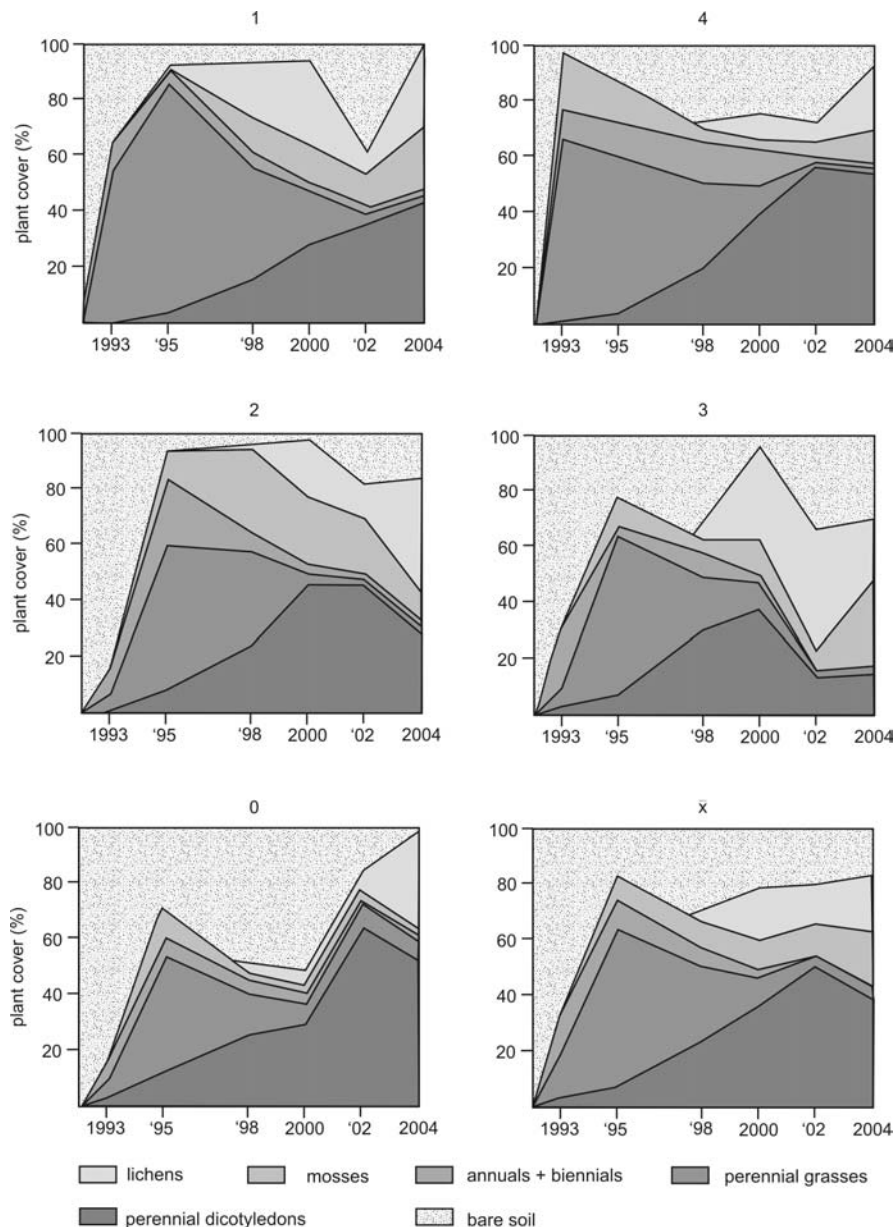 1
4
plant cover (%)
100
80
60
40
20
1993 '95 '98 2000 '02 2004
100
80
60
40
20
1993 '95 '98 2000 '02 2004
2
3
plant cover (%)
100
80
60
40
20
1993 '95 '98 2000 '02 2004
100
80
60
40
20
1993 '95 '98 2000 '02 2004
0
x̄
plant cover (%)
100
80
60
40
20
1993 '95 '98 2000 '02 2004
100
80
60
40
20
1993 '95 '98 2000 '02 2004
lichens mosses annuals + biennials perennial grasses
perennial dicotyledons bare soil